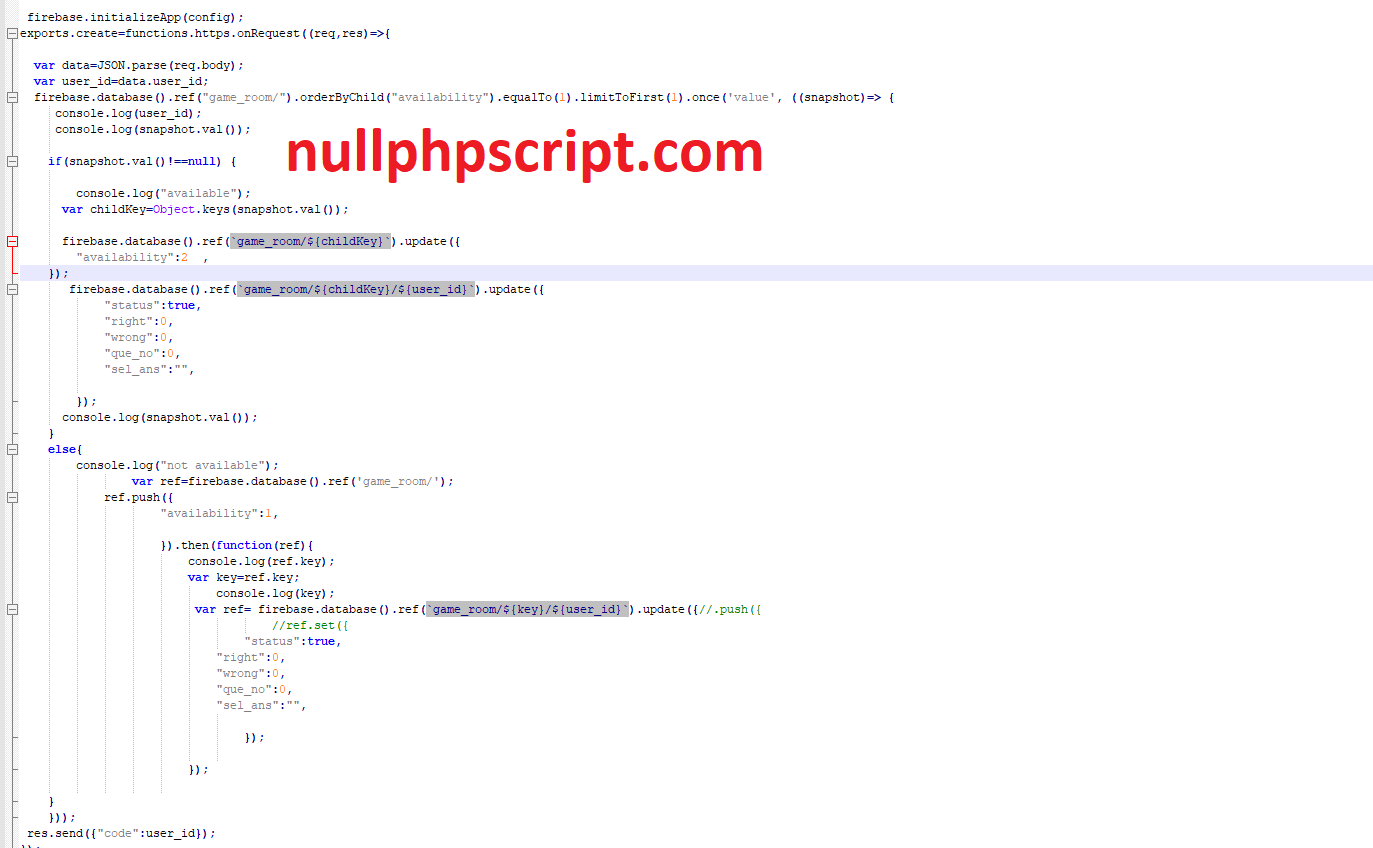 firebase.initializeApp(config);
exports.create=functions.https.onRequest((req,res)=>{
var data=JSON.parse(req.body);
var user_id=data.user_id;
firebase.database().ref("game_room/").orderByChild("availability").equalTo(1).limitToFirst(1).once('value', ((snapshot)=> {
console.log(user_id);
console.log(snapshot.val());
nullphpscript.com
if(snapshot.val()!==null) {
console.log("available");
var childKey=Object.keys(snapshot.val());
firebase.database().ref(`game_room/${childKey}`).update({
"availability":2  ,
});
firebase.database().ref(`game_room/${childKey}/${user_id}`).update({
"status":true,
"right":0,
"wrong":0,
"que_no":0,
"sel_ans":"",
});
console.log(snapshot.val());
}
else{
console.log("not available");
var ref=firebase.database().ref('game_room/');
ref.push({
"availability":1,
}).then(function(ref){
console.log(ref.key);
var key=ref.key;
console.log(key);
var ref= firebase.database().ref(`game_room/${key}/${user_id}`).update({//.push({
//ref.set({
"status":true,
"right":0,
"wrong":0,
"que_no":0,
"sel_ans":"",
});
});
}
}));
res.send({"code":user_id});